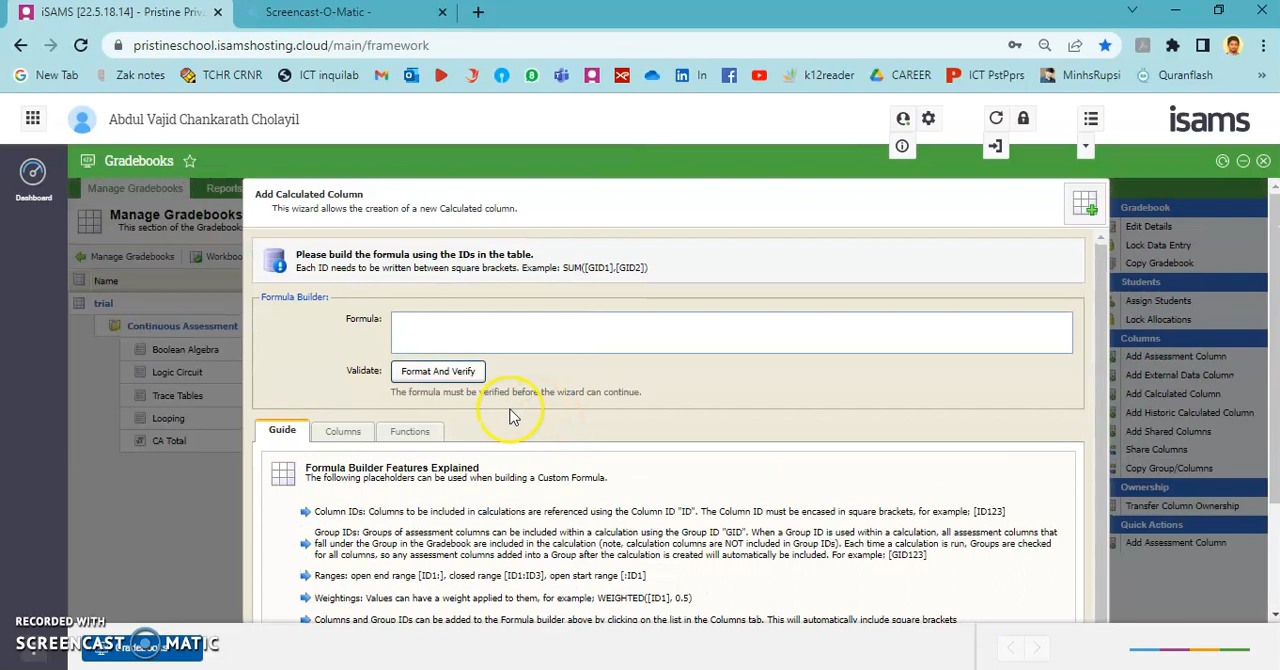 iSAMS [22.5.18.14] - Pristine Priv
Screencast-O-Matic -
pristineschool.isamshosting.cloud/main/framework
New Tab
Zak notes
TCHR CRNR
ICT inquilab
In
k12reader
CAREER
ICT PstPprs
MinhsRupsi
Quranflash
»
Abdul Vajid Chankarath Cholayil
isams
Dashboard
Gradebooks
Manage Gradebooks
Reports
Manage Gradebooks
This section of the Gradebook
Manage Gradebooks
Workboo
Name
trial
Continuous Assessment
Boolean Algebra
Logic Circuit
Trace Tables
Looping
CA Total
Add Calculated Column
This wizard allows the creation of a new Calculated column.
Please build the formula using the IDs in the table.
Each ID needs to be written between square brackets. Example: SUM([GID1],[GID2])
Formula Builder:
Formula:
Validate:
Format And Verify
The formula must be verified before the wizard can continue.
Guide
Columns
Functions
Formula Builder Features Explained
The following placeholders can be used when building a Custom Formula.
Column IDs: Columns to be included in calculations are referenced using the Column ID "ID". The Column ID must be encased in square brackets, for example; [ID123]
Group IDs: Groups of assessment columns can be included within a calculation using the Group ID "GID". When a Group ID is used within a calculation, all assessment columns that
fall under the Group in the Gradebook are included in the calculation (note, calculation columns are NOT included in Group IDs). Each time a calculation is run, Groups are checked
for all columns, so any assessment columns added into a Group after the calculation is created will automatically be included. For example; [GID123]
Ranges: open end range [ID1:], closed range [ID1:ID3], open start range [:ID1]
Weightings: Values can have a weight applied to them, for example; WEIGHTED([ID1], 0.5)
Columns and Group IDs can be added to the Formula builder above by clicking on the list in the Columns tab. This will automatically include square brackets
Gradebook
Edit Details
Lock Data Entry
Copy Gradebook
Students
Assign Students
Lock Allocations
Columns
Add Assessment Column
Add External Data Column
Add Calculated Column
Add Historic Calculated Column
Add Shared Columns
Share Columns
Copy Group/Columns
Ownership
Transfer Column Ownership
Quick Actions
Add Assessment Column
RECORDED WITH
SCREENCAST-O-MATIC